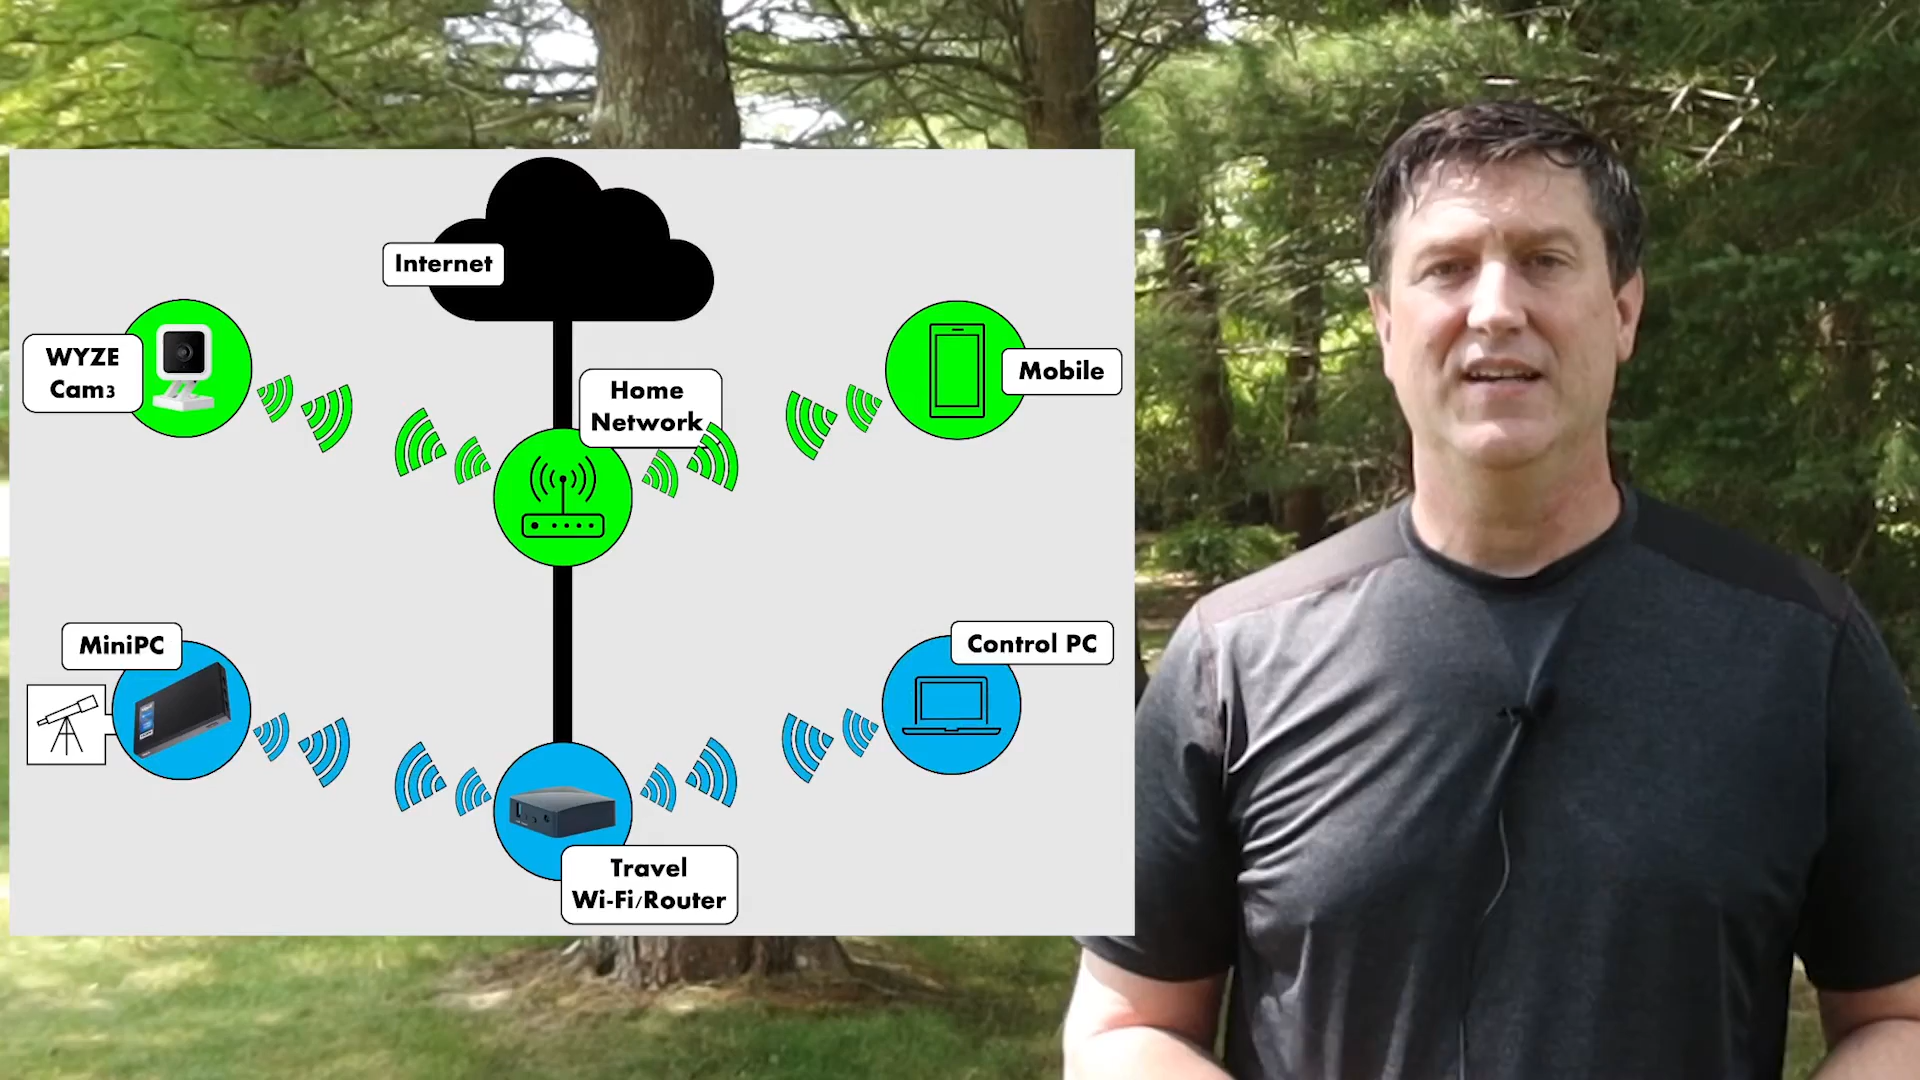 Internet
WYZE
Cam3
Home
Network
Mobile
MiniPC
Control PC
Travel
Wi-Fi/Router